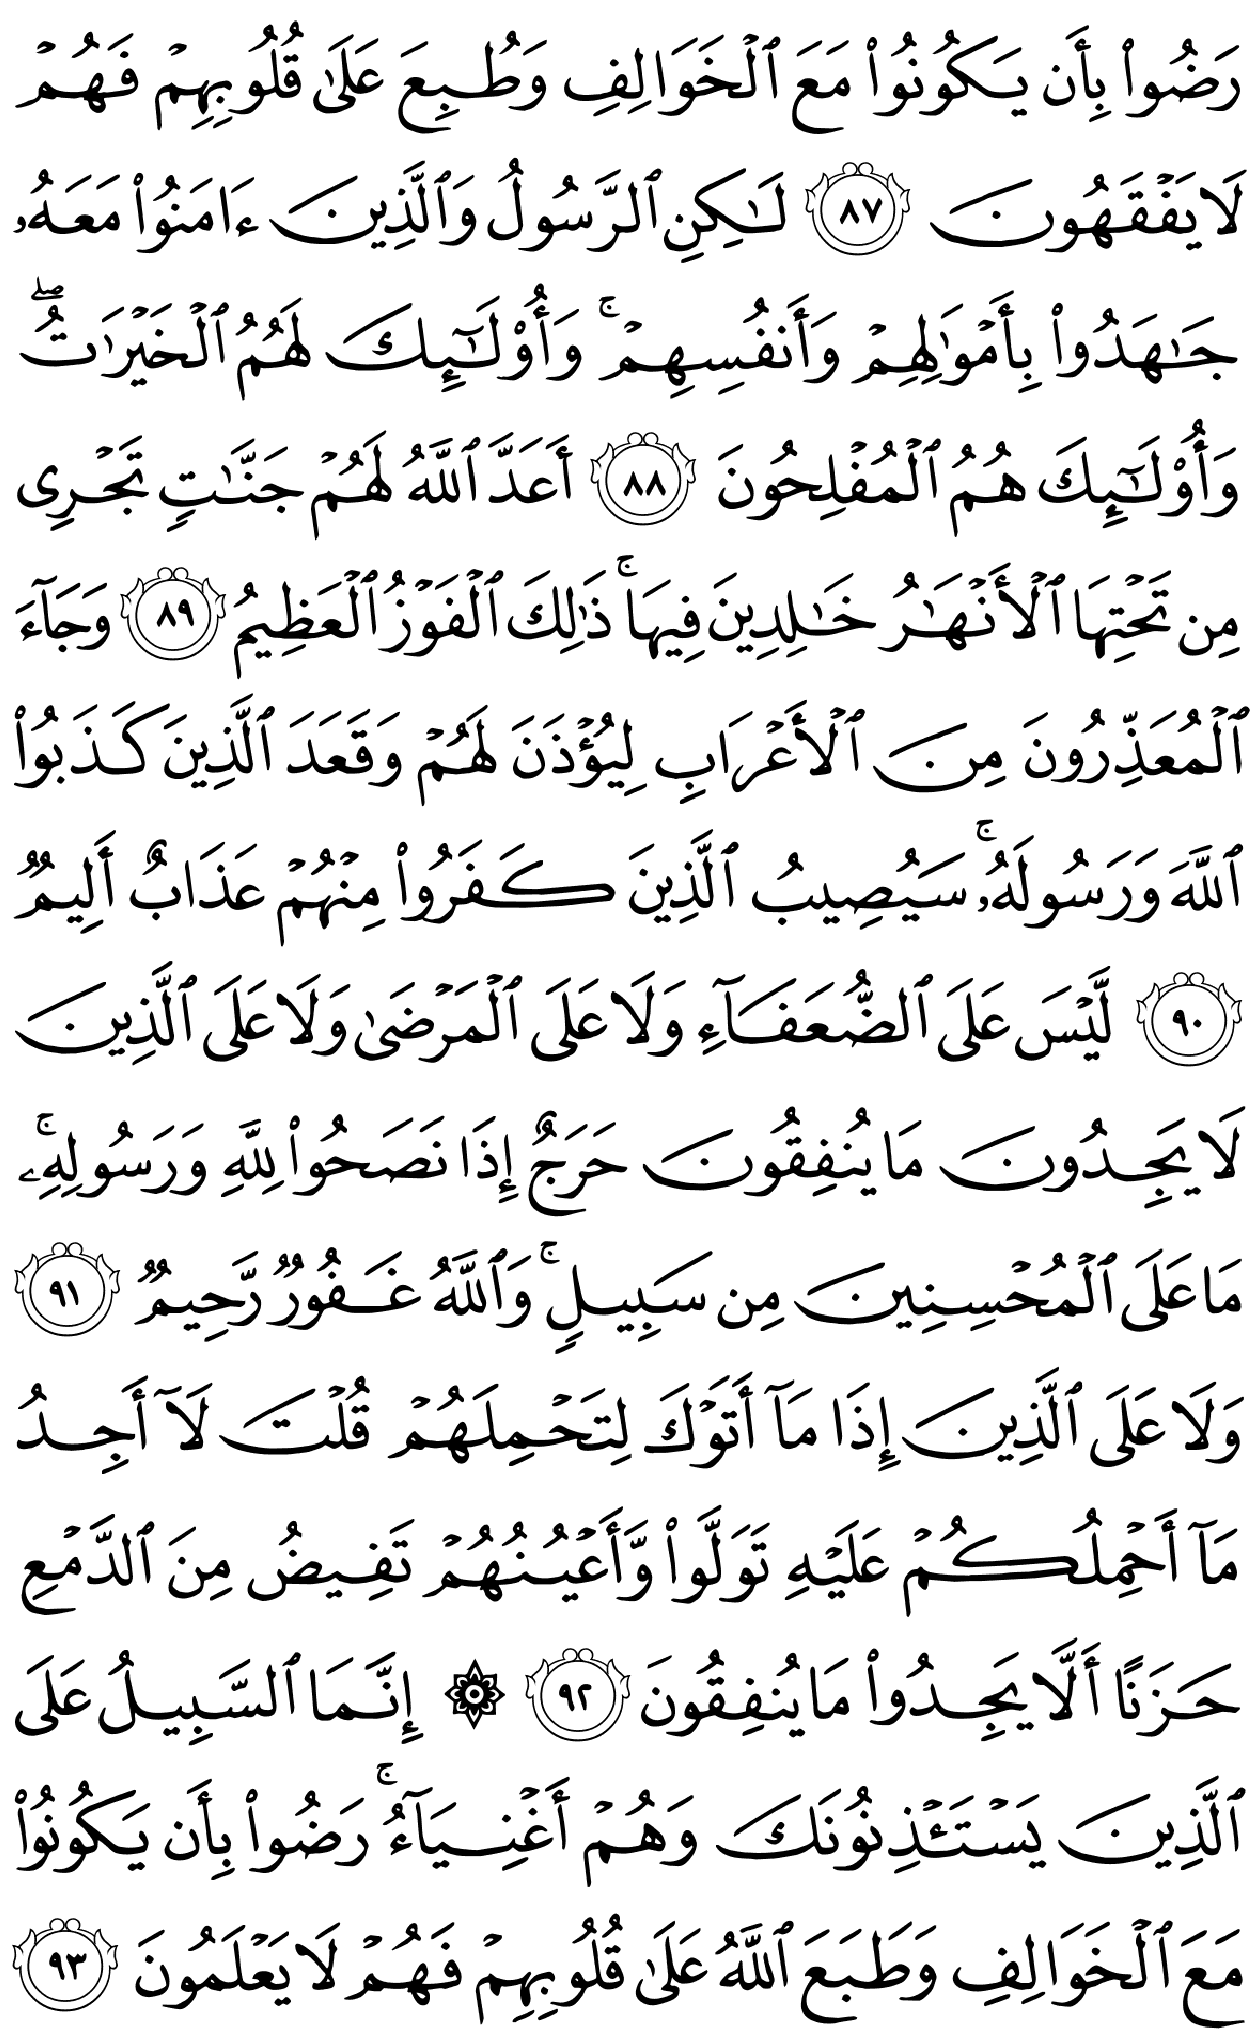 رَضُوا۟ بِأَن يَكُونُوا۟ مَعَ ٱلْخَوَالِفِ وَطُبِعَ عَلَىٰ قُلُوبِهِمْ فَهُمْ
لَا يَفْقَهُونَ ٨٧ لَـٰكِنِ ٱلرَّسُولُ وَٱلَّذِينَ ءَامَنُوا۟ مَعَهُۥ
جَـٰهَدُوا۟ بِأَمْوَٰلِهِمْ وَأَنفُسِهِمْ ۚ وَأُو۟لَـٰٓئِكَ لَهُمُ ٱلْخَيْرَٰتُ ۖ
وَأُو۟لَـٰٓئِكَ هُمُ ٱلْمُفْلِحُونَ ٨٨ أَعَدَّ ٱللَّهُ لَهُمْ جَنَّـٰتٍ تَجْرِى
مِن تَحْتِهَا ٱلْأَنْهَـٰرُ خَـٰلِدِينَ فِيهَا ۚ ذَٰلِكَ ٱلْفَوْزُ ٱلْعَظِيمُ ٨٩ وَجَآءَ
ٱلْمُعَذِّرُونَ مِنَ ٱلْأَعْرَابِ لِيُؤْذَنَ لَهُمْ وَقَعَدَ ٱلَّذِينَ كَذَبُوا۟
ٱللَّهَ وَرَسُولَهُۥ ۚ سَيُصِيبُ ٱلَّذِينَ كَفَرُوا۟ مِنْهُمْ عَذَابٌ أَلِيمٌ
٩٠ لَّيْسَ عَلَى ٱلضُّعَفَآءِ وَلَا عَلَى ٱلْمَرْضَىٰ وَلَا عَلَى ٱلَّذِينَ
لَا يَجِدُونَ مَا يُنفِقُونَ حَرَجٌ إِذَا نَصَحُوا۟ لِلَّهِ وَرَسُولِهِۦ ۚ
مَا عَلَى ٱلْمُحْسِنِينَ مِن سَبِيلٍ ۚ وَٱللَّهُ غَفُورٌ رَّحِيمٌ ٩١
وَلَا عَلَى ٱلَّذِينَ إِذَا مَآ أَتَوْكَ لِتَحْمِلَهُمْ قُلْتَ لَآ أَجِدُ
مَآ أَحْمِلُكُمْ عَلَيْهِ تَوَلَّوا۟ وَّأَعْيُنُهُمْ تَفِيضُ مِنَ ٱلدَّمْعِ
حَزَنًا أَلَّا يَجِدُوا۟ مَا يُنفِقُونَ ٩٢ ۞ إِنَّمَا ٱلسَّبِيلُ عَلَى
ٱلَّذِينَ يَسْتَـْٔذِنُونَكَ وَهُمْ أَغْنِيَآءُ ۚ رَضُوا۟ بِأَن يَكُونُوا۟
مَعَ ٱلْخَوَالِفِ وَطَبَعَ ٱللَّهُ عَلَىٰ قُلُوبِهِمْ فَهُمْ لَا يَعْلَمُونَ ٩٣